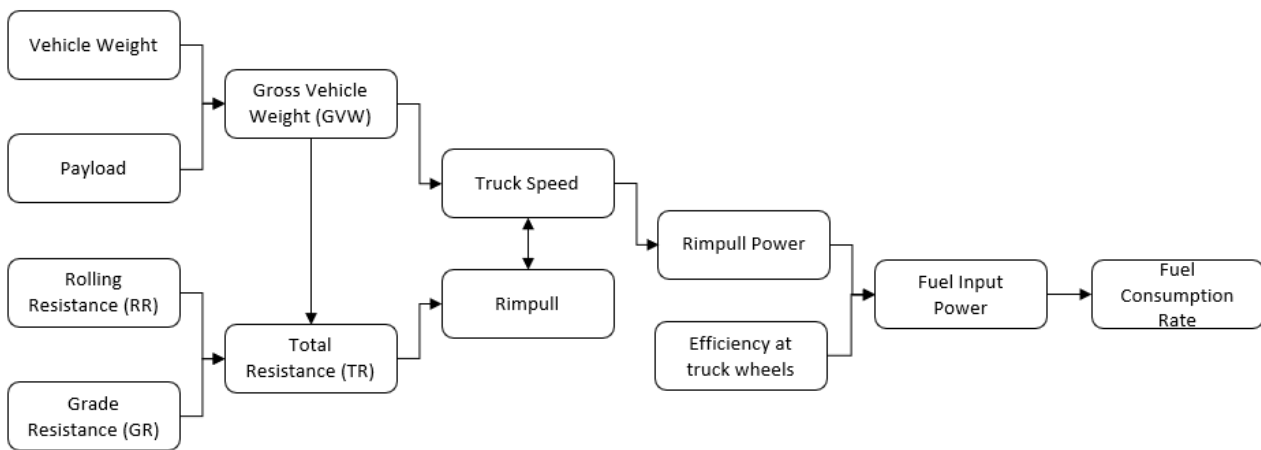 Vehicle Weight
Payload
Rolling
Resistance (RR)
Grade
Resistance (GR)
Gross Vehicle
Weight (GVW)
Total
Resistance (TR)
Truck Speed
Rimpull
Rimpull Power
Efficiency at
truck wheels
Fuel Input
Power
Fuel
Consumption
Rate